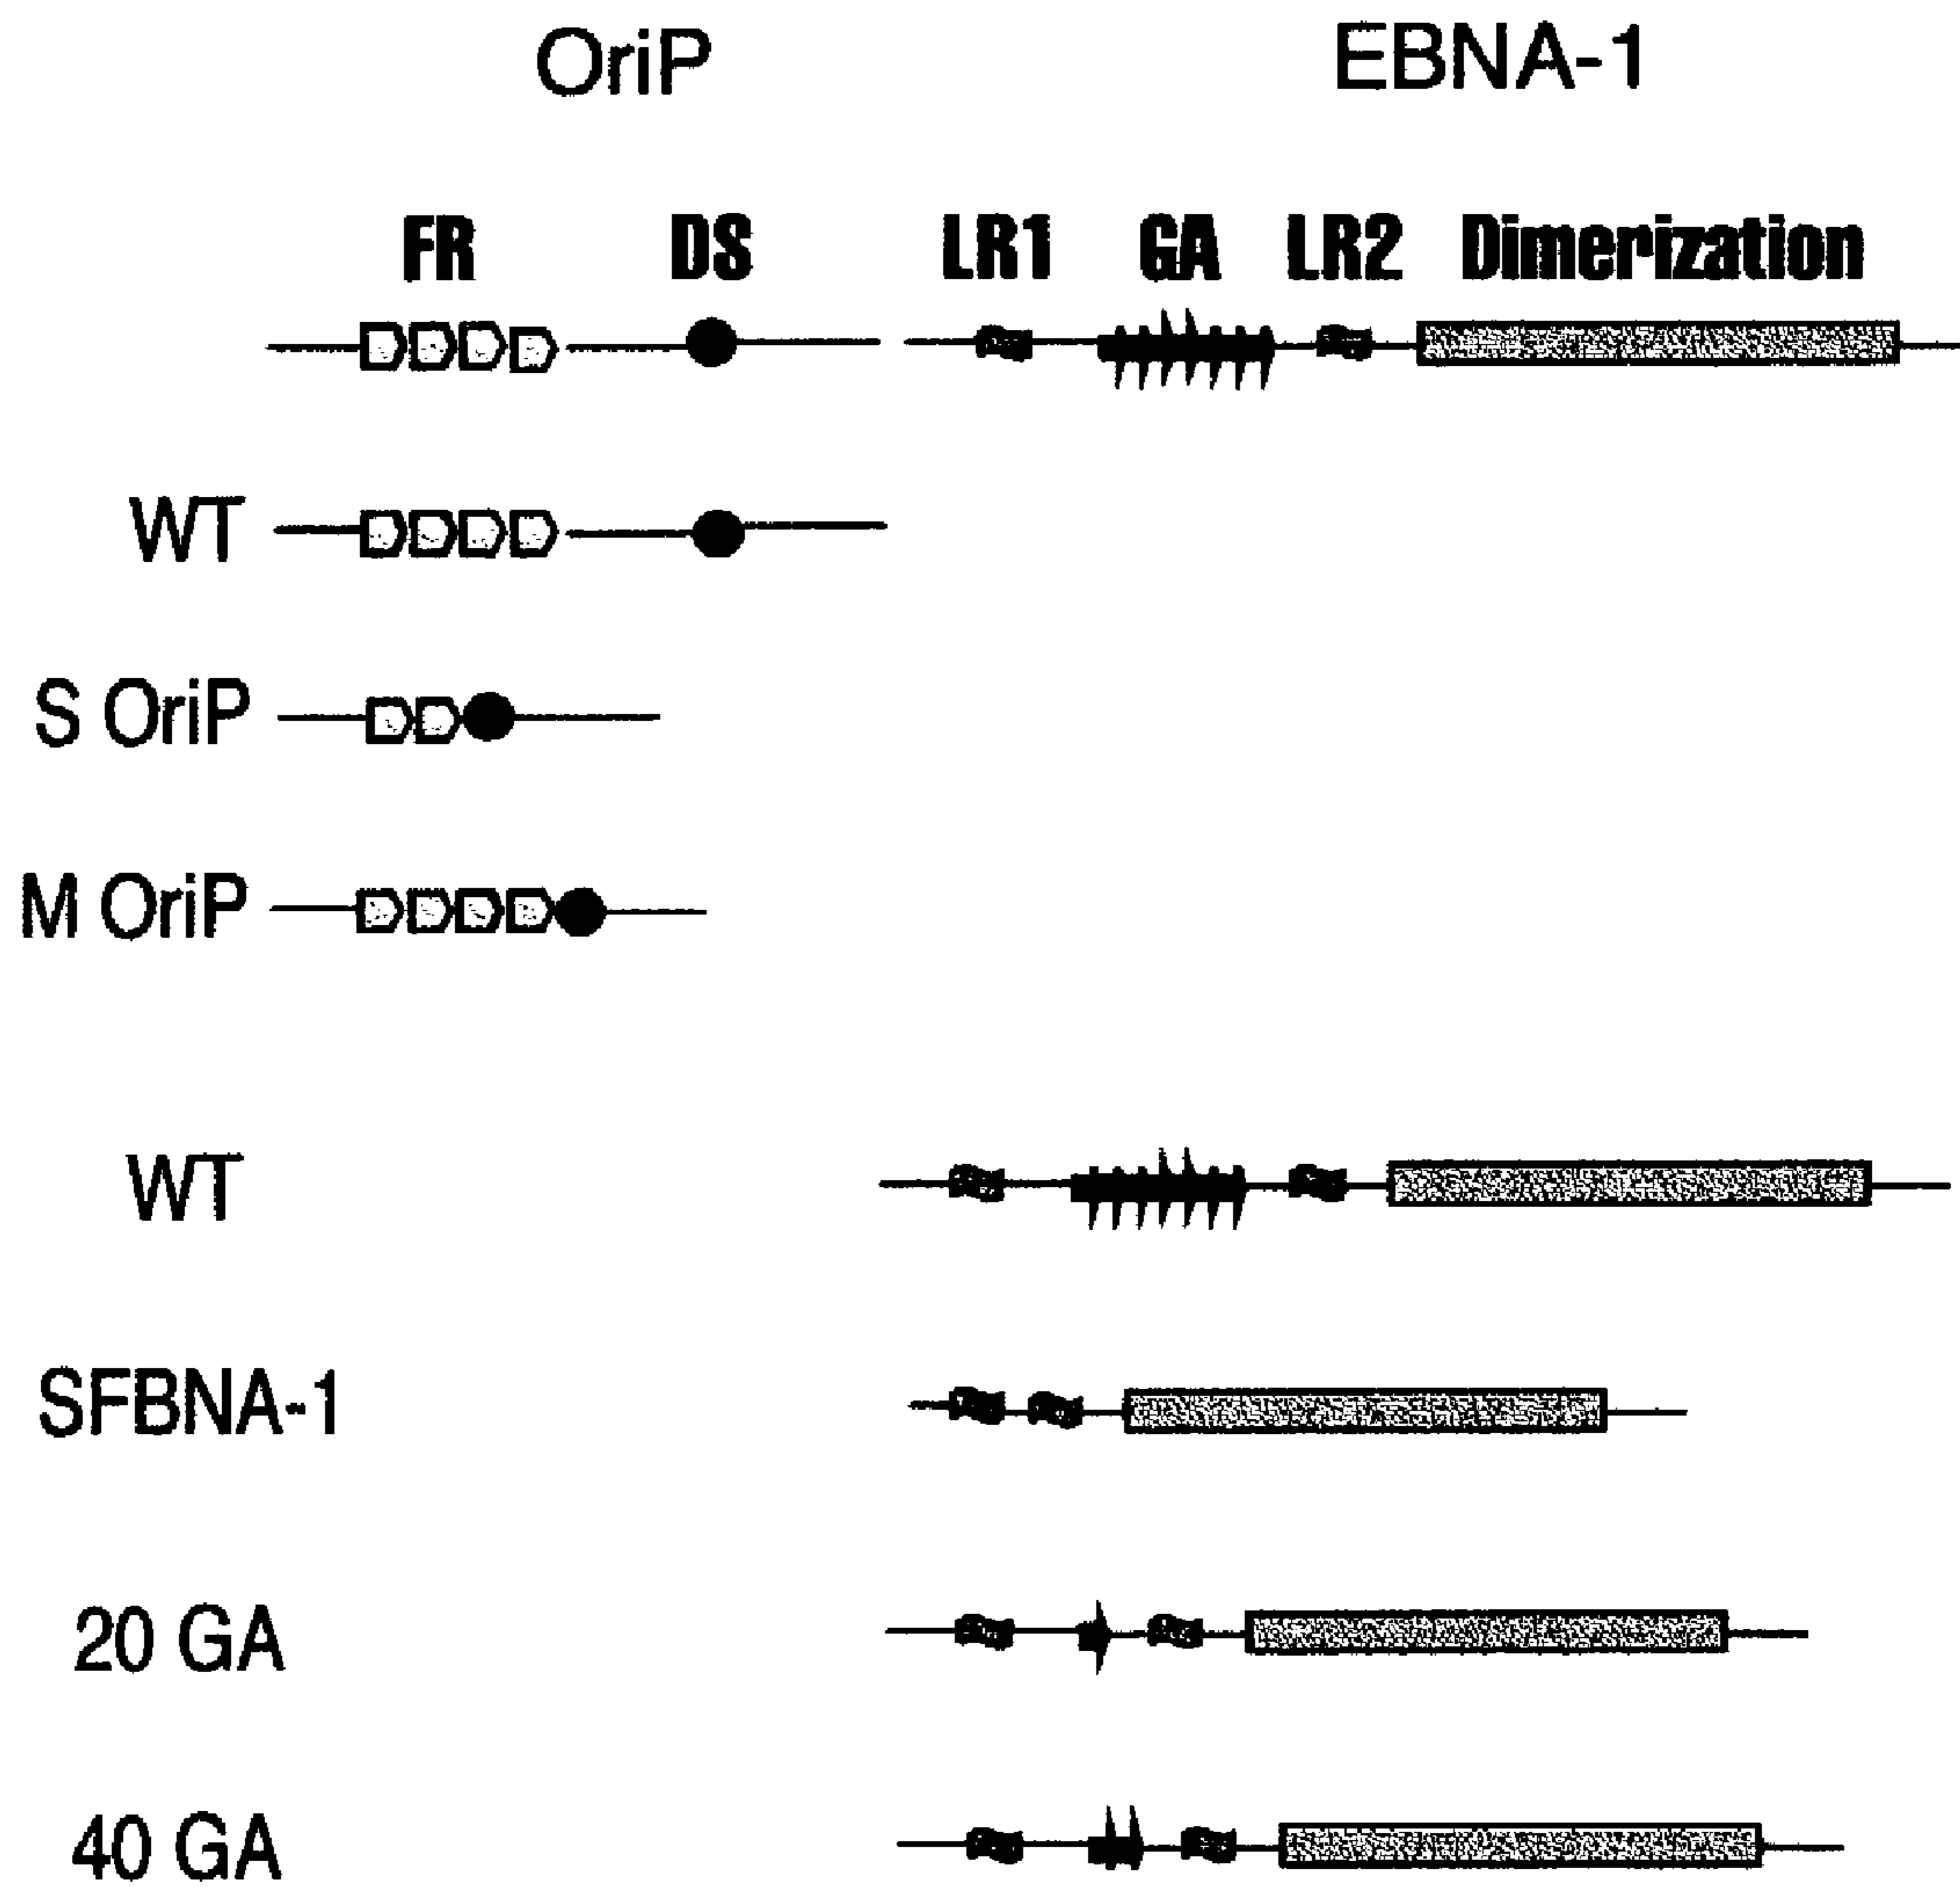 OriP EBNA-1
FR DS LR1 GA LR2 Dimerization
WT
S OriP
M OriP
WT
SFBNA-1
20 GA
40 GA